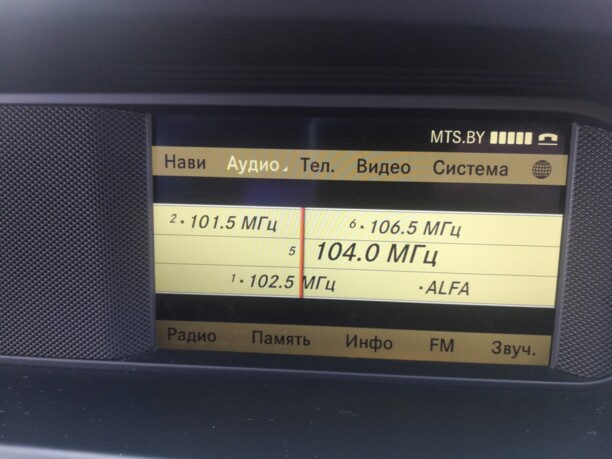 MTS.BY
Нави Аудио Тел. Видео Система
2 • 101.5 МГц 6 • 106.5 МГц
5 104.0 МГц
1 • 102.5 МГц • ALFA
Радио Память Инфо FM Звуч.